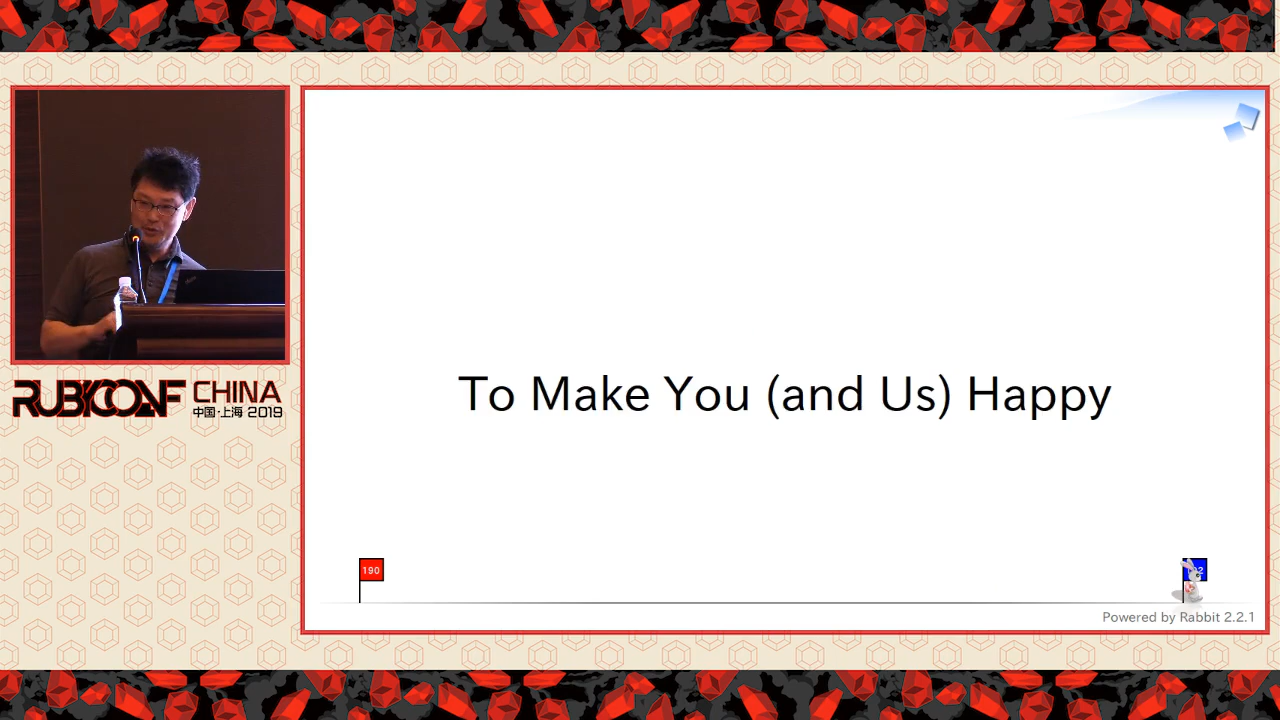 RUBYCONF CHINA
中国·上海 2019
To Make You (and Us) Happy
190
Powered by Rabbit 2.2.1